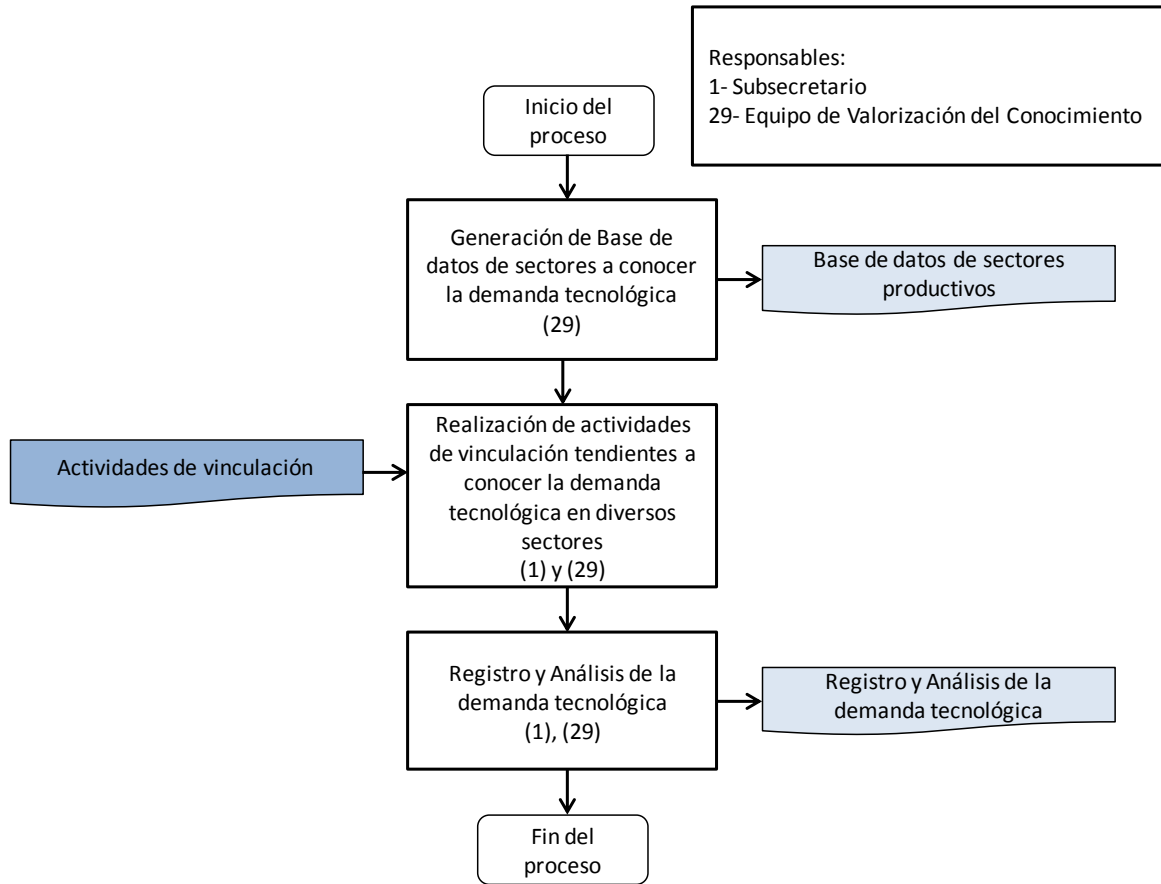 Responsables:
1- Subsecretario
29- Equipo de Valorización del Conocimiento
Inicio del
proceso
Generación de Base de
datos de sectores a conocer
la demanda tecnológica
(29)
Base de datos de sectores
productivos
Realización de actividades
de vinculación tendientes a
conocer la demanda
tecnológica en diversos
sectores
(1) y (29)
Actividades de vinculación
Registro y Análisis de la
demanda tecnológica
(1), (29)
Registro y Análisis de la
demanda tecnológica
Fin del
proceso